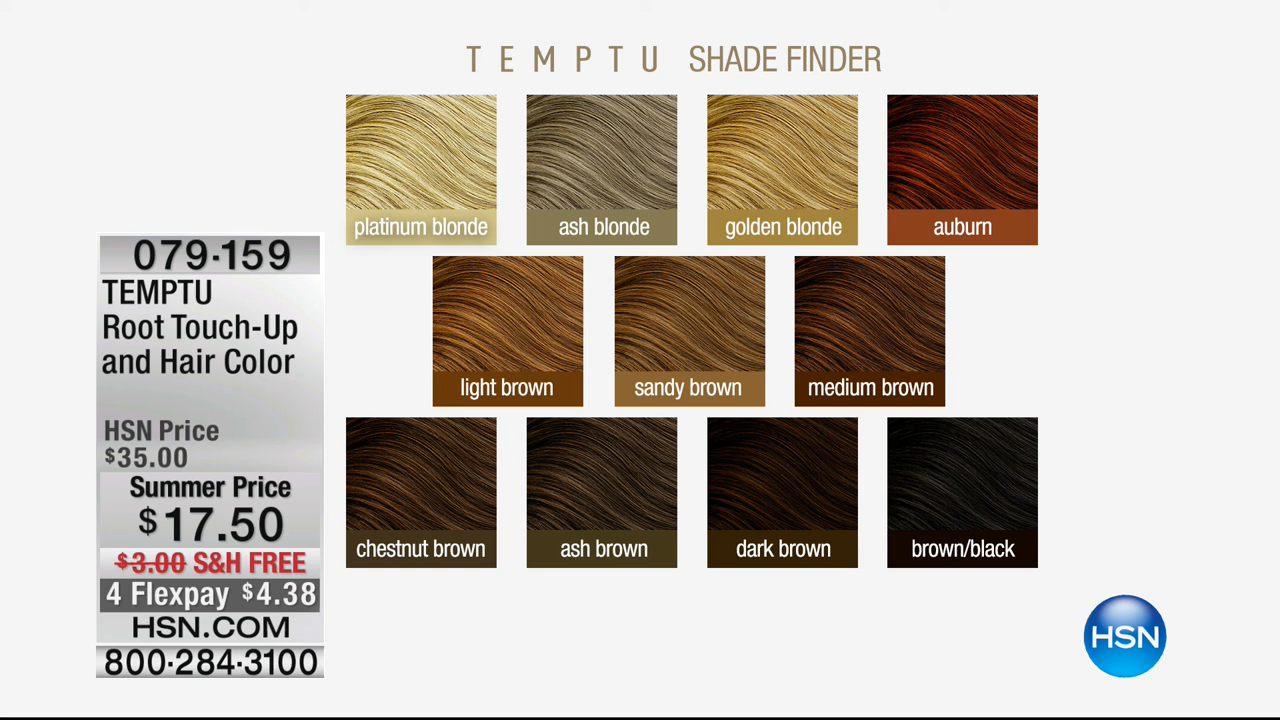 TEMPTU SHADE FINDER
platinum blonde
ash blonde
golden blonde
auburn
light brown
sandy brown
medium brown
chestnut brown
ash brown
dark brown
brown/black
079·159
TEMPTU
Root Touch-Up
and Hair Color
HSN Price
$35.00
Summer Price
$17.50
$3.00 S&H FREE
4 Flexpay $4.38
HSN.COM
800·284·3100
HSN